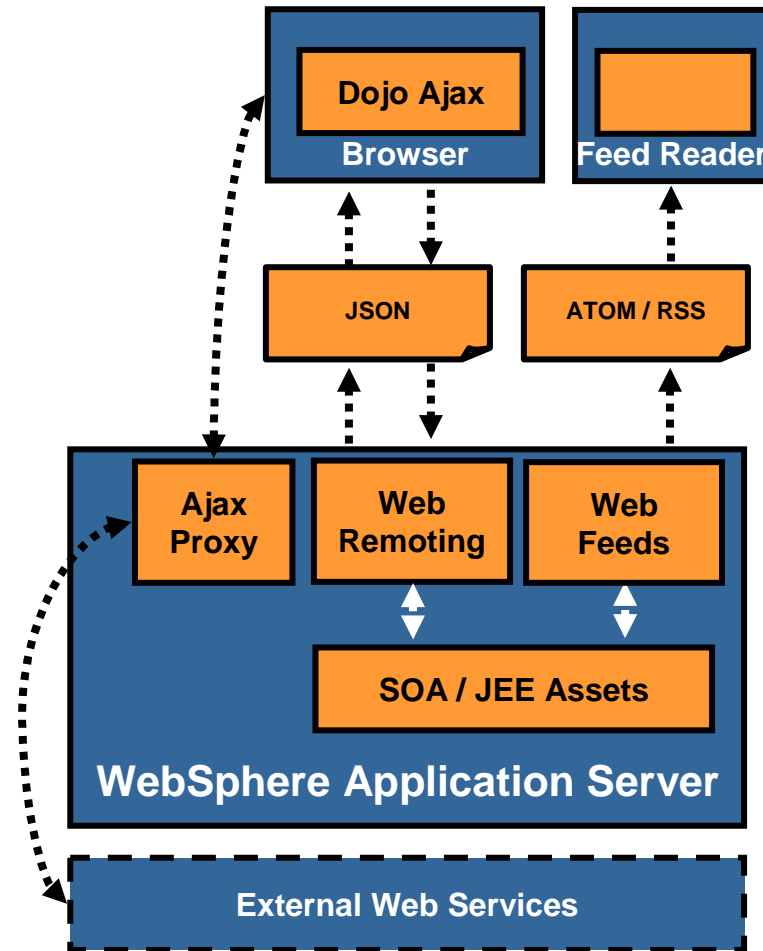 Dojo Ajax
Browser
Feed Reader
JSON
ATOM / RSS
Ajax
Proxy
Web
Remoting
Web
Feeds
SOA / JEE Assets
WebSphere Application Server
External Web Services